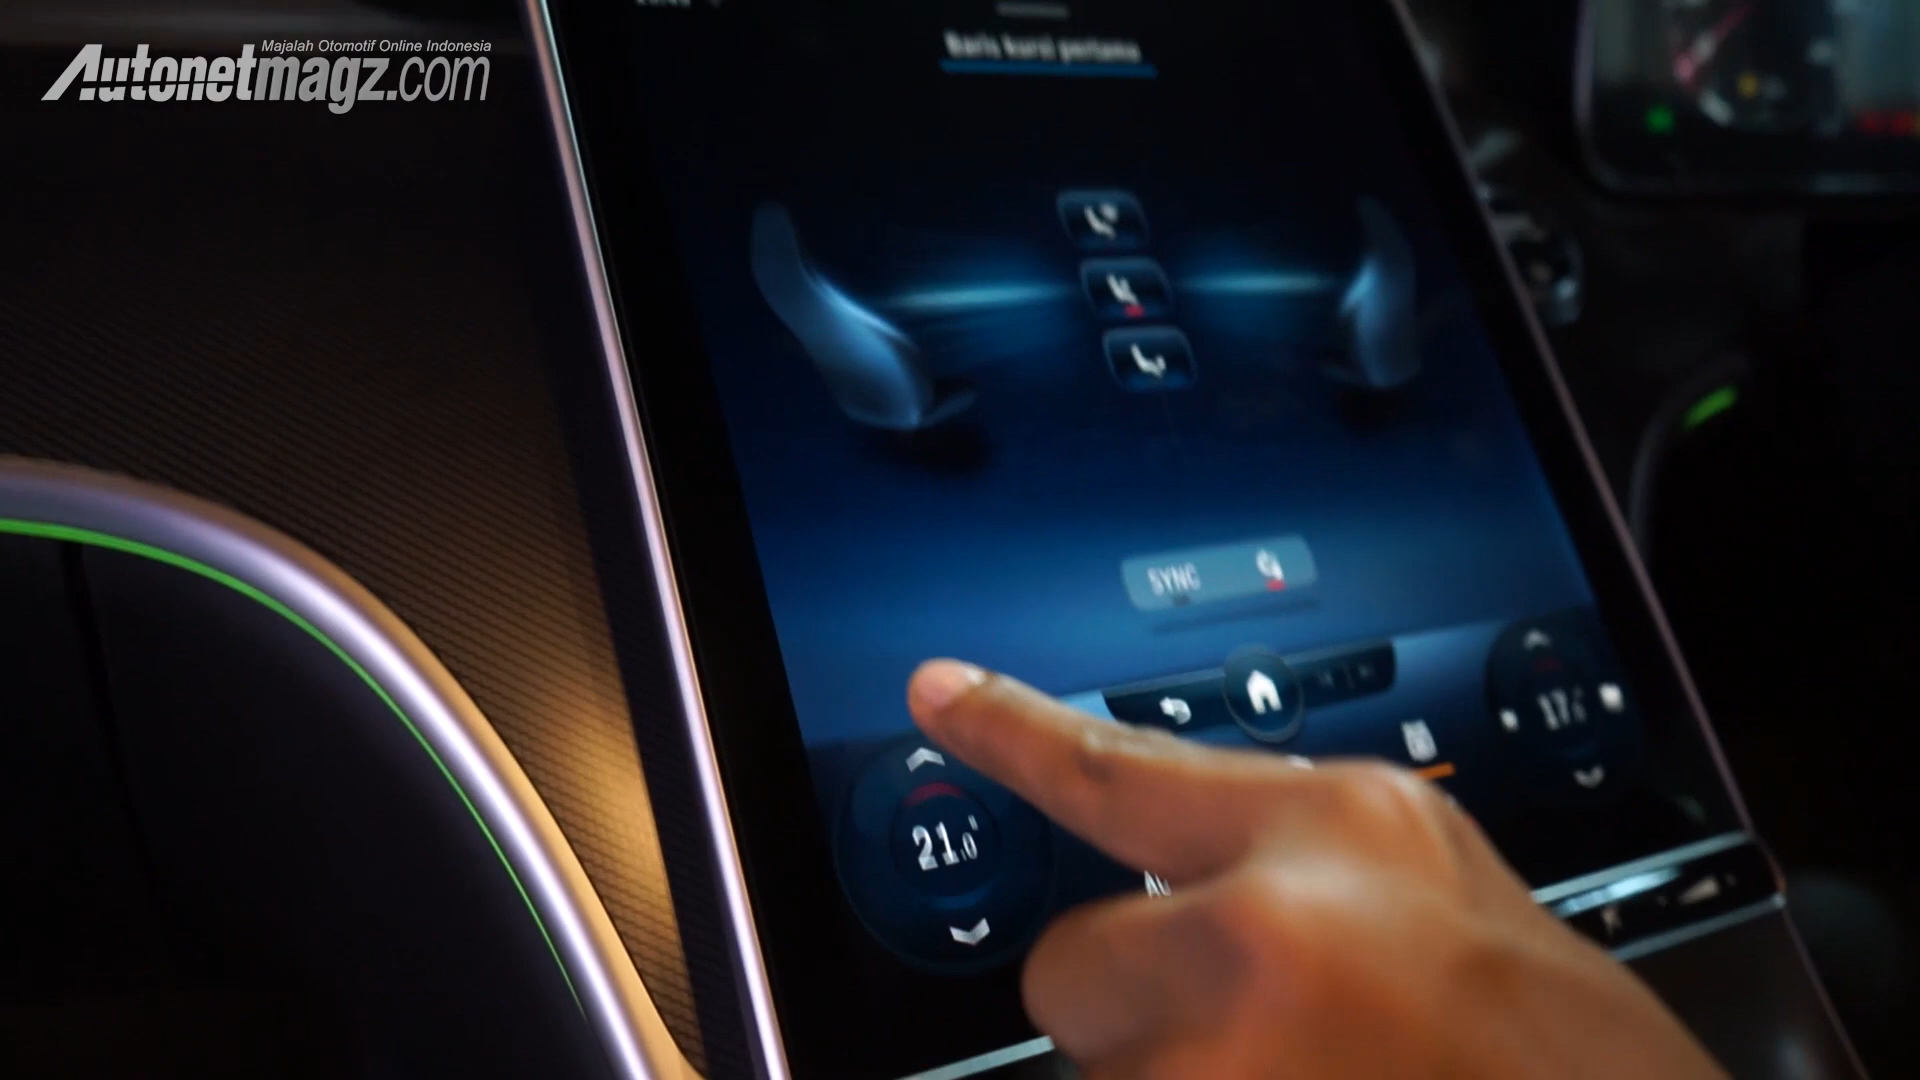 Majalah Otomotif Online Indonesia
Autonetmagz.com
Baris kursi pertama
SYNC
21.0